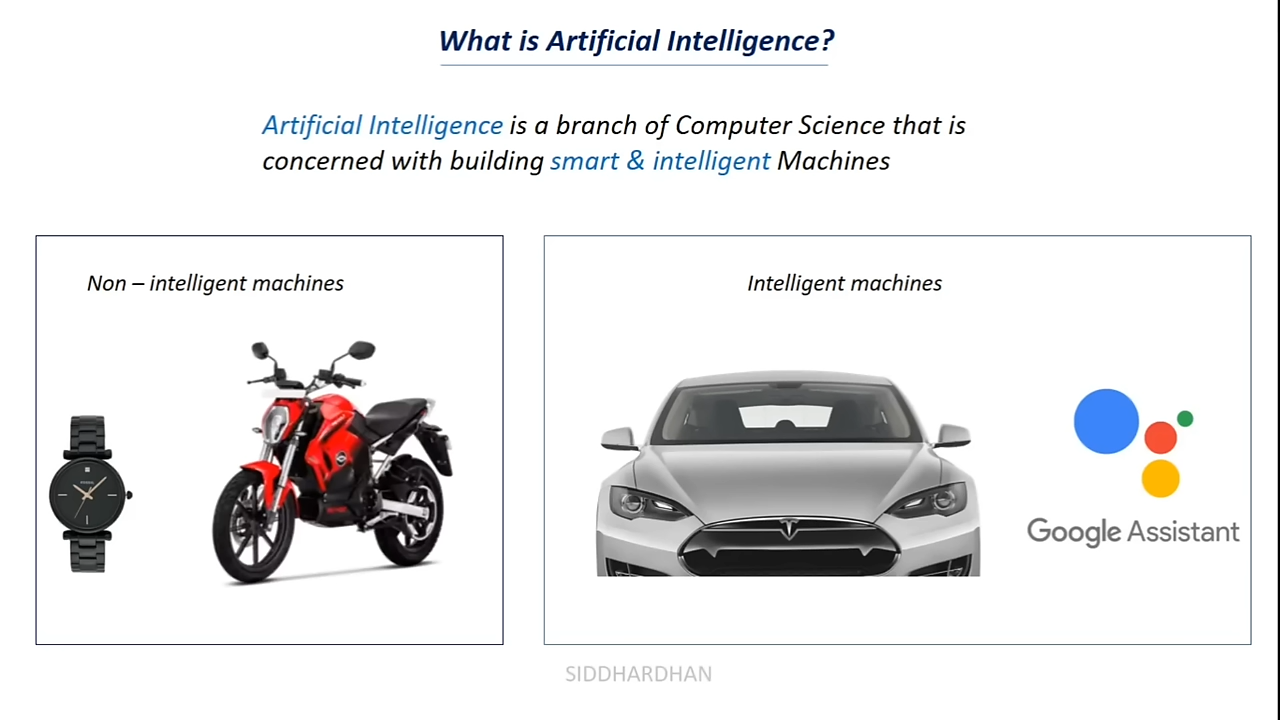 What is Artificial Intelligence?
Artificial Intelligence is a branch of Computer Science that is
concerned with building smart & intelligent Machines
Non – intelligent machines
Intelligent machines
Google Assistant
SIDDHARDHAN